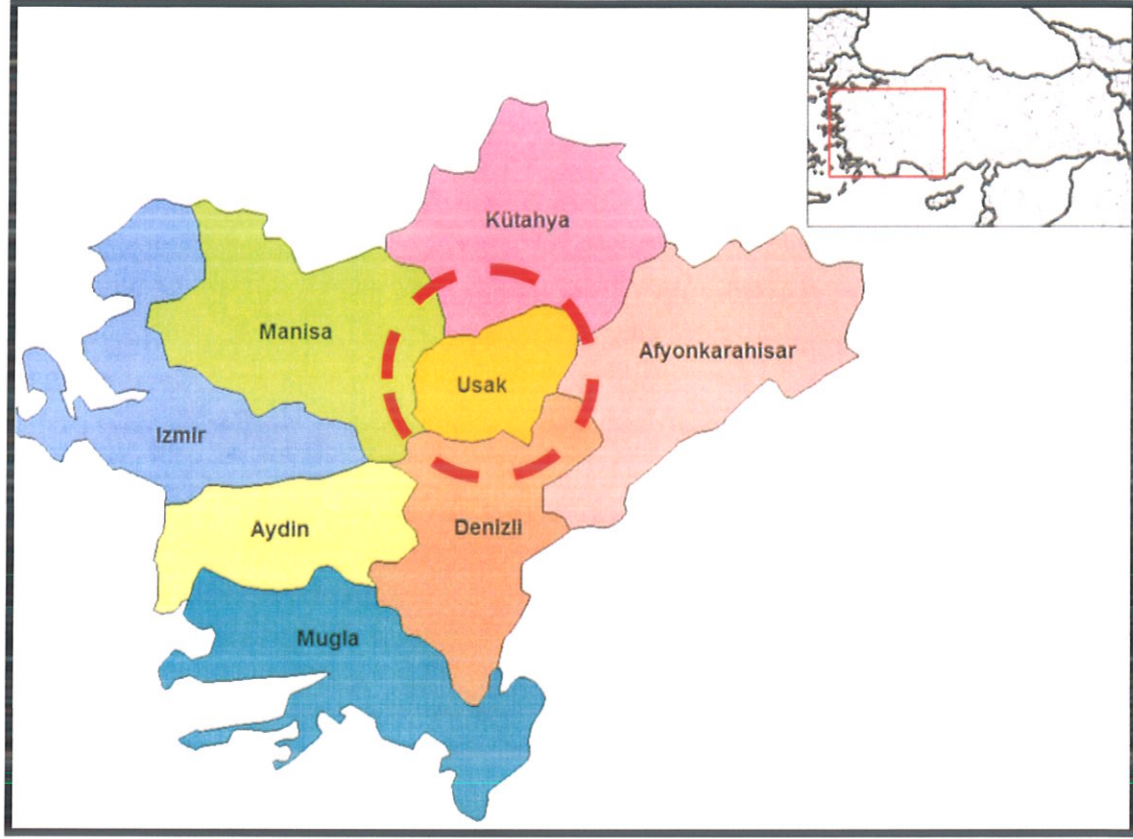 Kütahya
Manisa
Afyonkarahisar
Usak
Izmir
Aydin
Denizli
Mugla